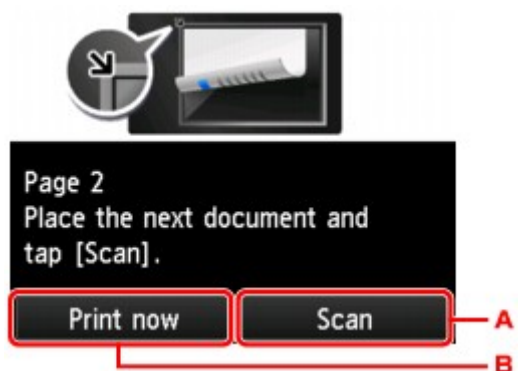 Page 2
Place the next document and
tap [Scan].
Print now Scan A
B